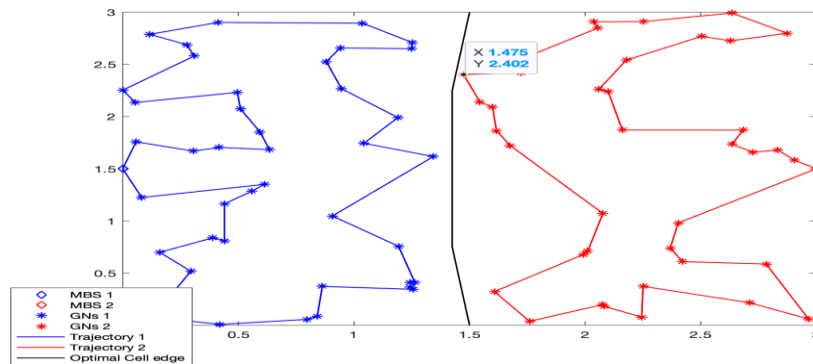 3
2.5
2
1.5
1
0.5
X 1.475
Y 2.402
MBS 1
MBS 2
GNs 1
GNs 2
Trajectory 1
Trajectory 2
Optimal Cell edge
0.5
1
1.5
2
2.5
3